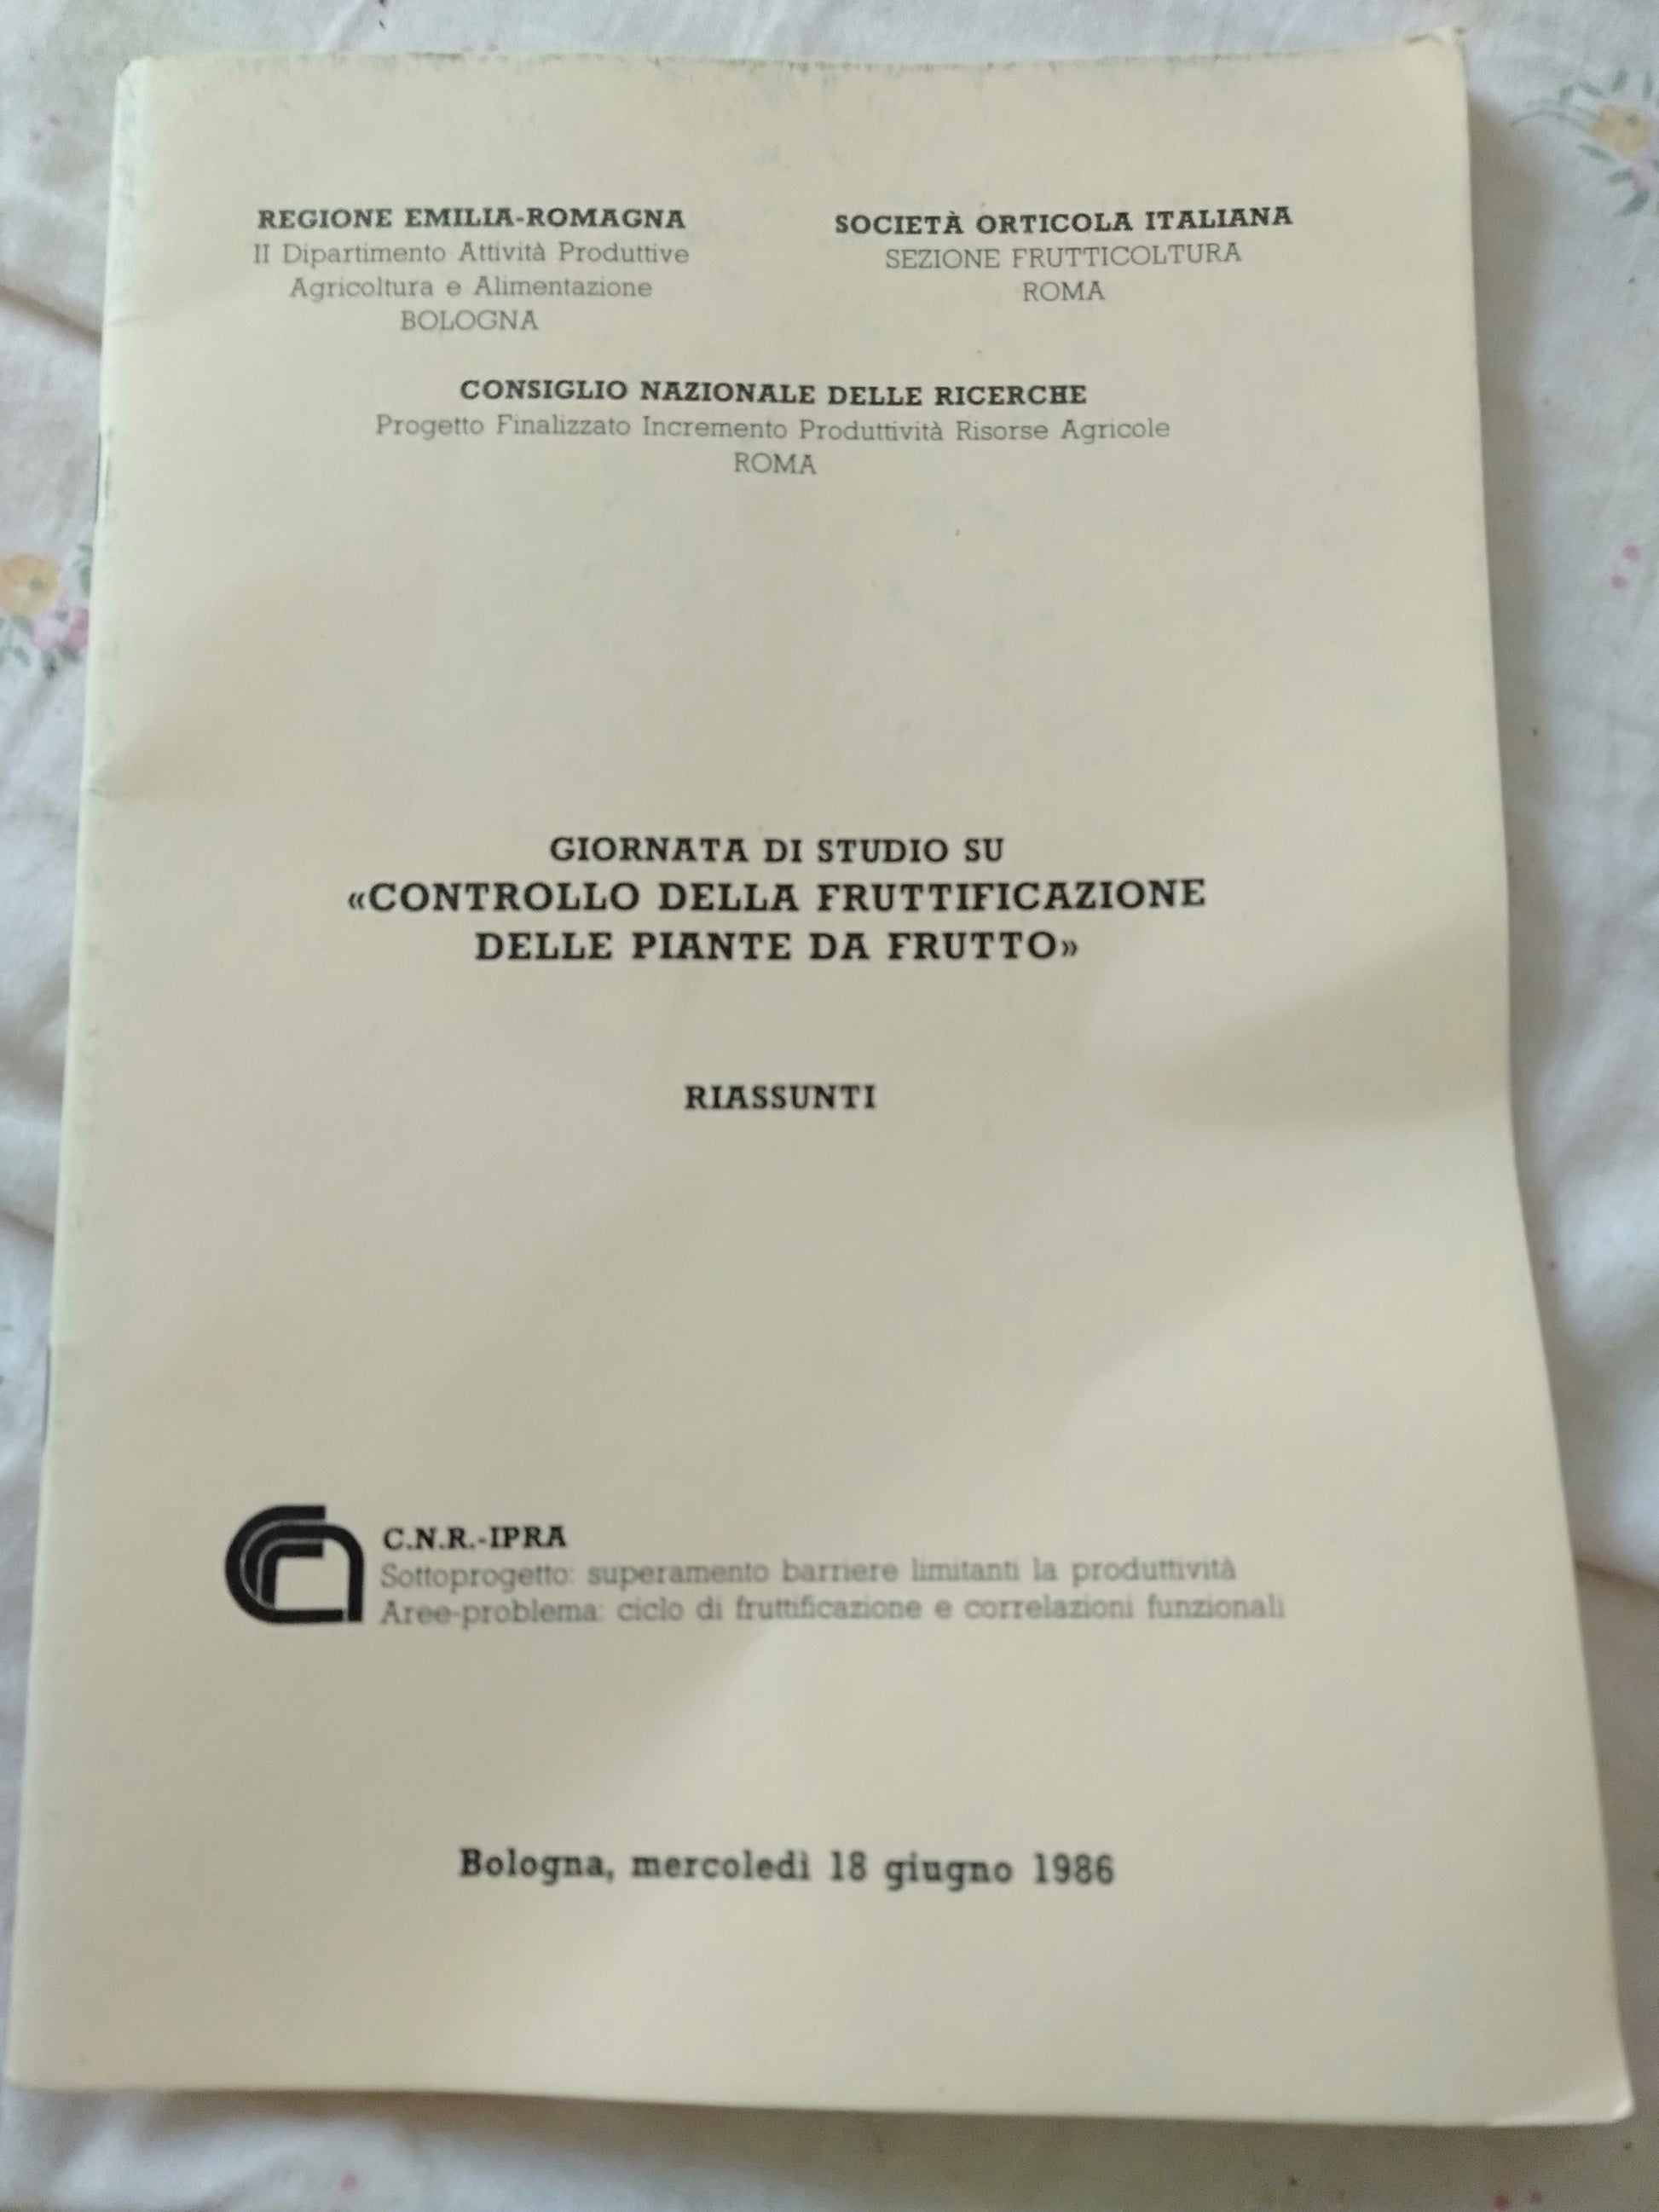 REGIONE EMILIA-ROMAGNA
II Dipartimento Attività Produttive
Agricoltura e Alimentazione
BOLOGNA
SOCIETÀ ORTICOLA ITALIANA
SEZIONE FRUTTICOLTURA
ROMA
CONSIGLIO NAZIONALE DELLE RICERCHE
Progetto Finalizzato Incremento Produttività Risorse Agricole
ROMA
GIORNATA DI STUDIO SU
«CONTROLLO DELLA FRUTTIFICAZIONE
DELLE PIANTE DA FRUTTO»
RIASSUNTI
C.N.R.-IPRA
Sottoprogetto: superamento barriere limitanti la produttività
Aree-problema: ciclo di fruttificazione e correlazioni funzionali
Bologna, mercoledì 18 giugno 1986